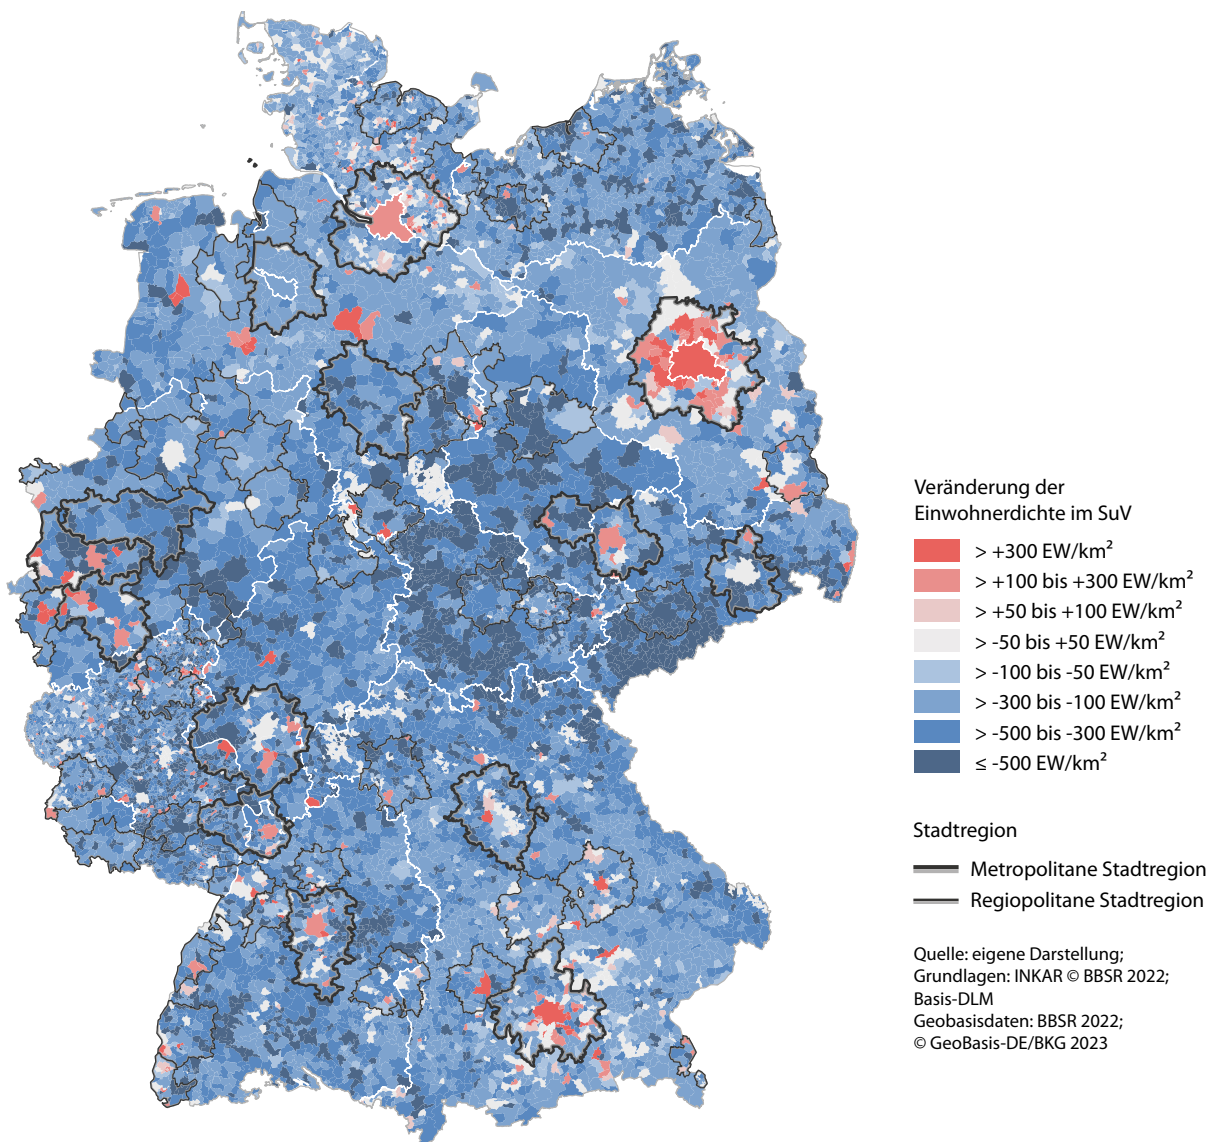 Veränderung der
Einwohnerdichte im SuV
> +300 EW/km²
> +100 bis +300 EW/km²
> +50 bis +100 EW/km²
> -50 bis +50 EW/km²
> -100 bis -50 EW/km²
> -300 bis -100 EW/km²
> -500 bis -300 EW/km²
≤ -500 EW/km²
Stadtregion
Metropolitane Stadtregion
Regiopolitane Stadtregion
Quelle: eigene Darstellung;
Grundlagen: INKAR © BBSR 2022;
Basis-DLM
Geobasisdaten: BBSR 2022;
© GeoBasis-DE/BKG 2023